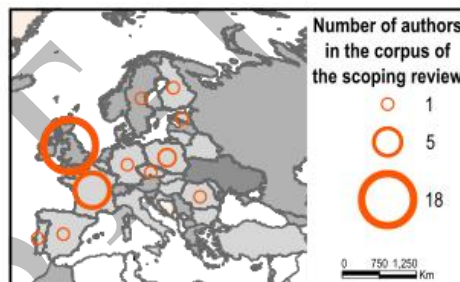 Number of authors
in the corpus of
the scoping review
1
5
18
0 750 1,250
Km